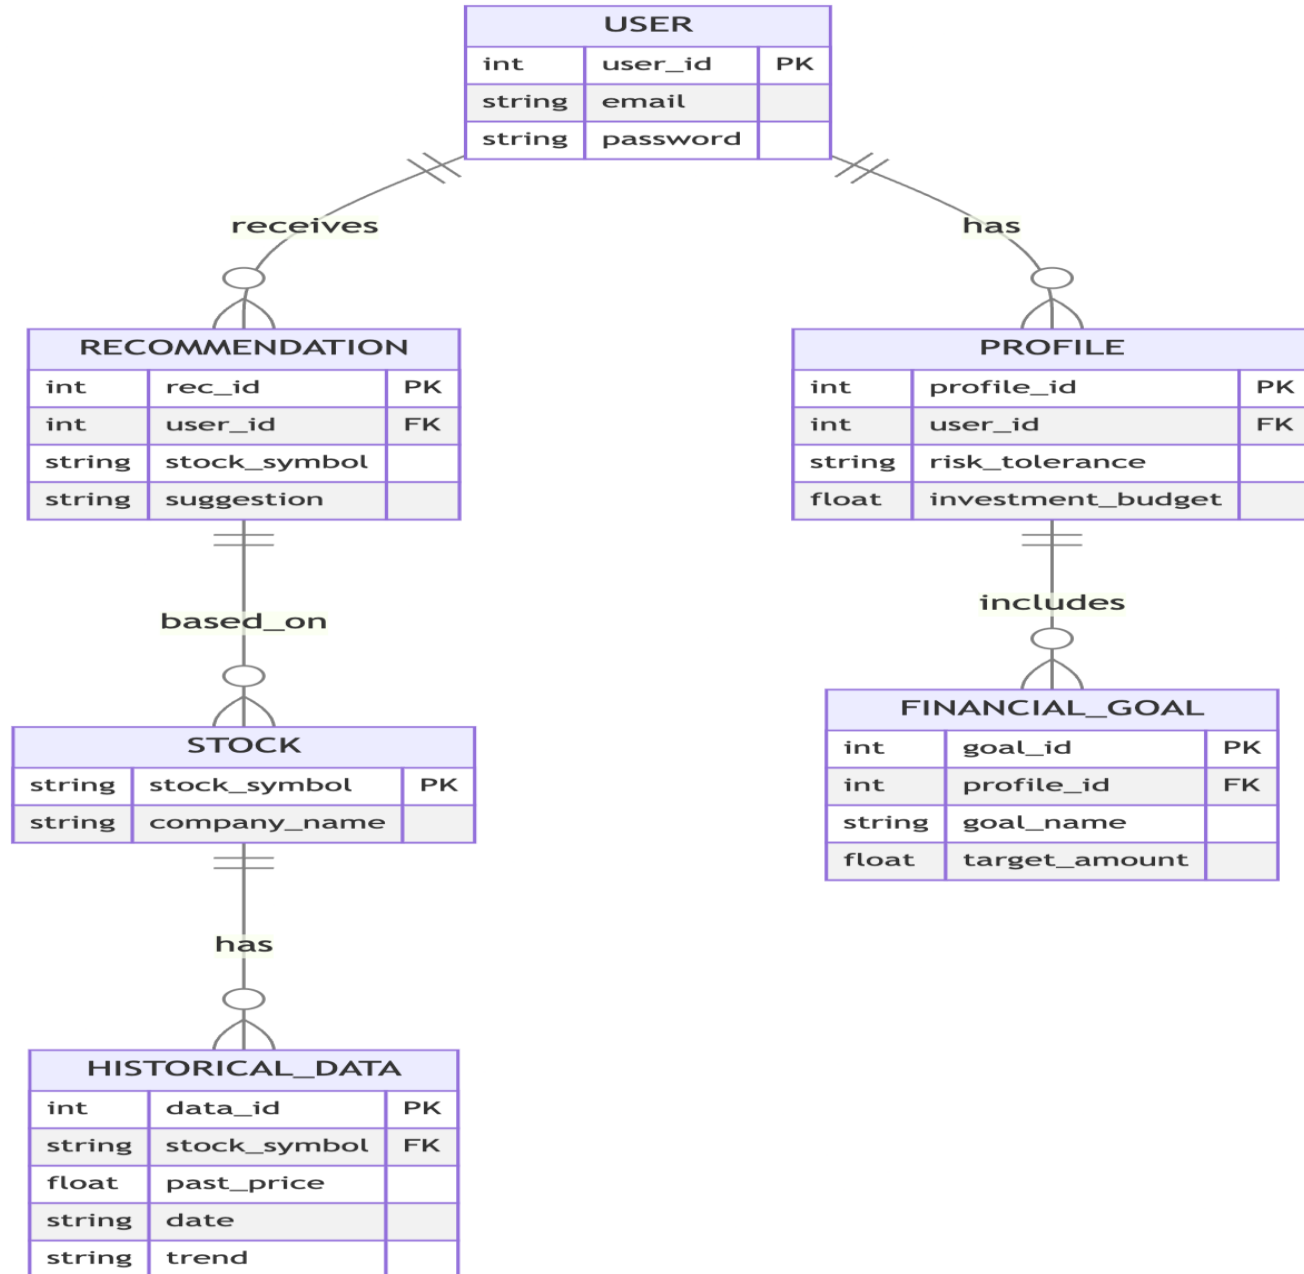 USER
int user_id PK
string email
string password
receives
has
RECOMMENDATION
int rec_id PK
int user_id FK
string stock_symbol
string suggestion
PROFILE
int profile_id PK
int user_id FK
string risk_tolerance
float investment_budget
based_on
includes
STOCK
string stock_symbol PK
string company_name
FINANCIAL_GOAL
int goal_id PK
int profile_id FK
string goal_name
float target_amount
has
HISTORICAL_DATA
int data_id PK
string stock_symbol FK
float past_price
string date
string trend